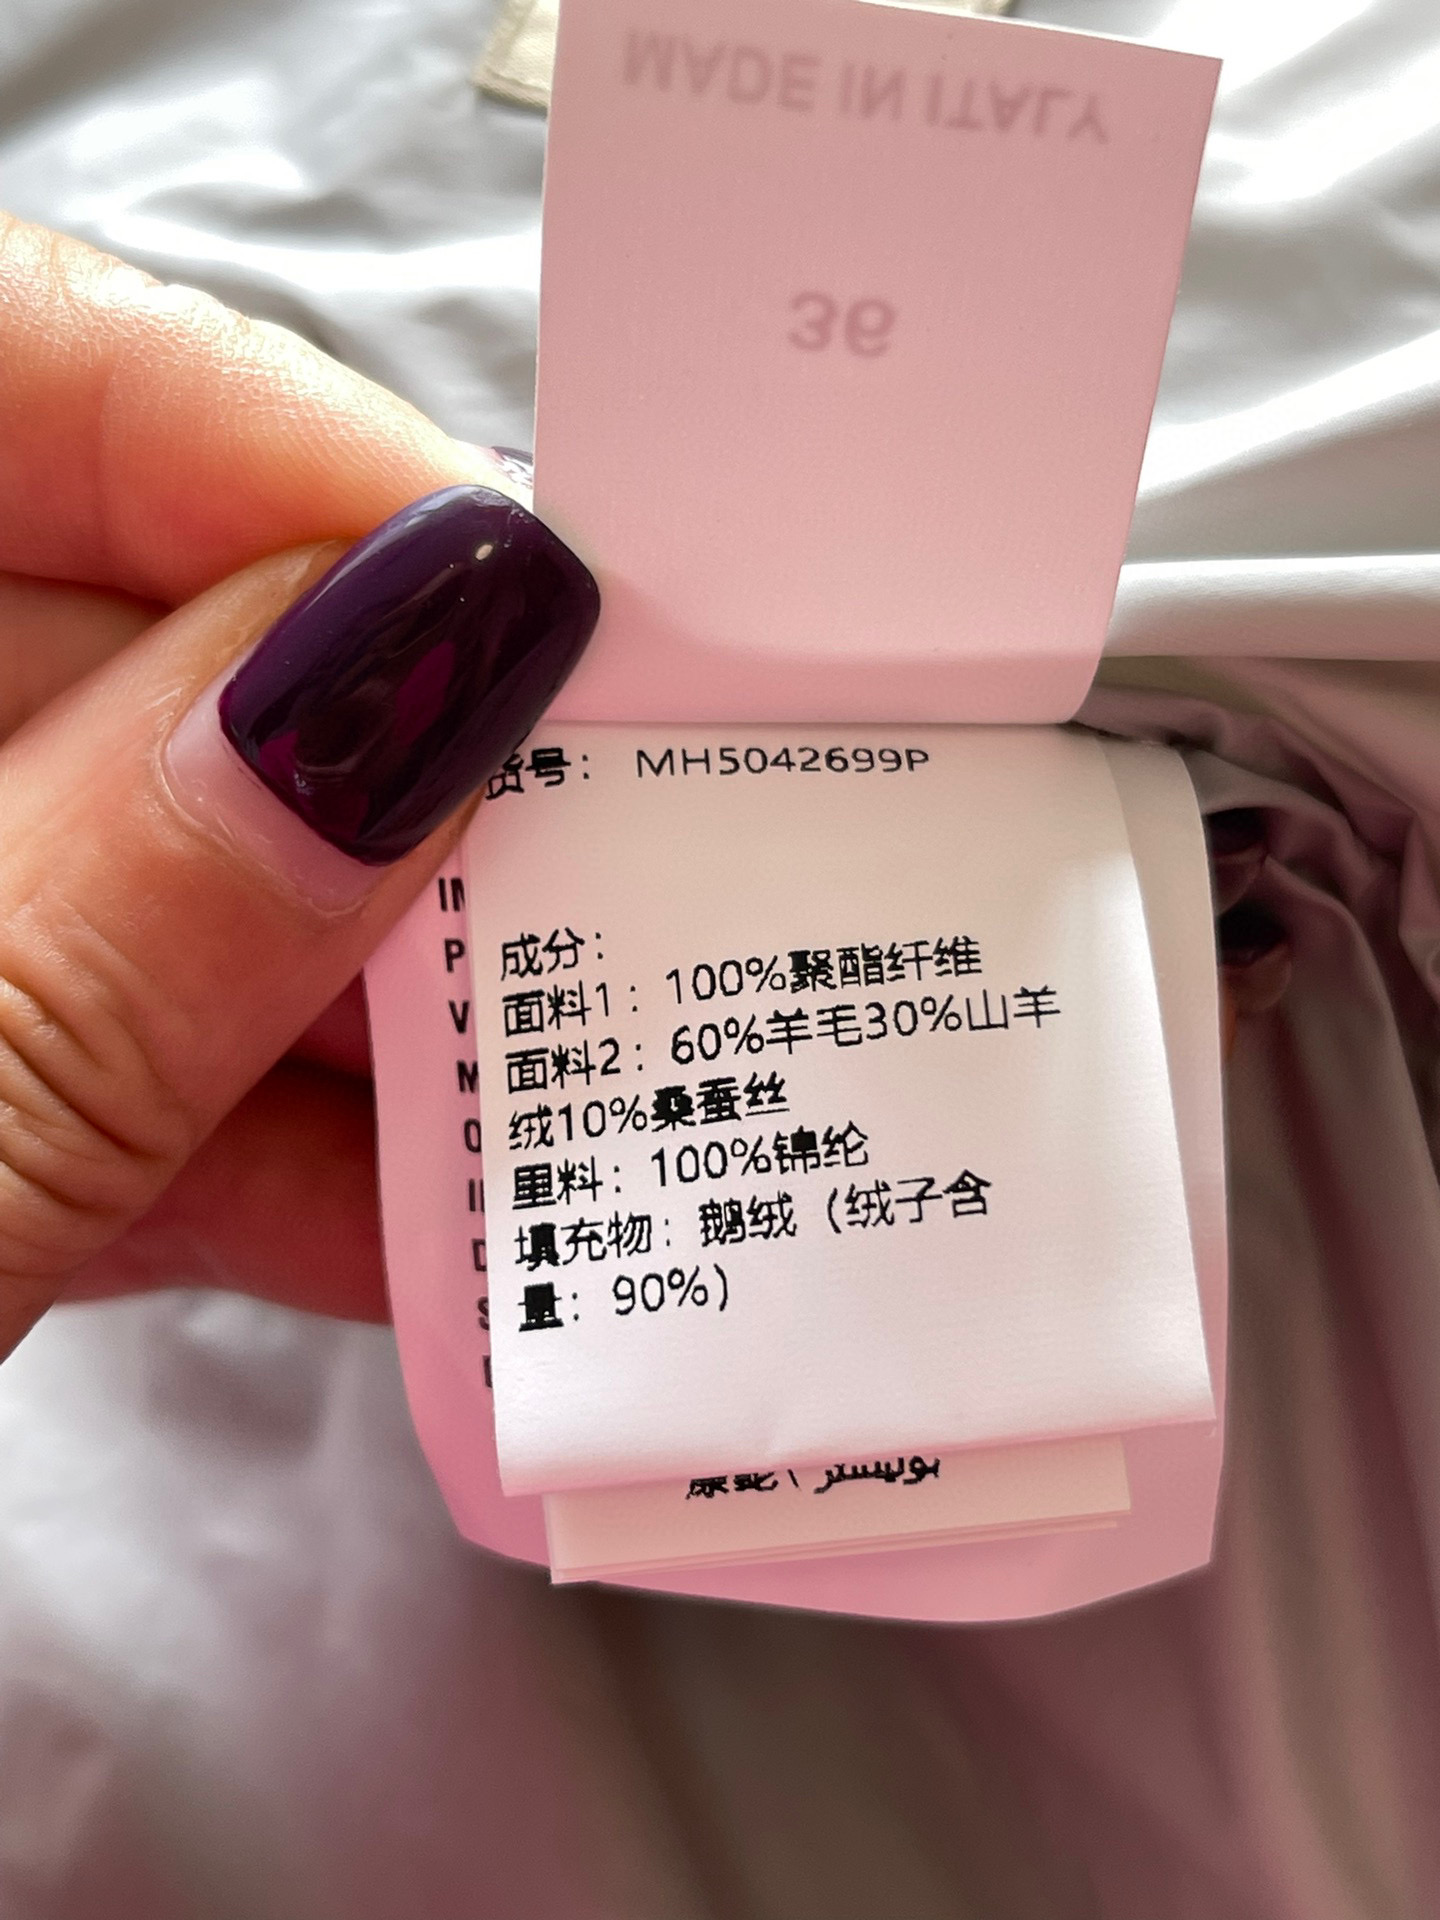 MADE IN ITALY
36
货号: MH5042699P
成分:
面料1: 100%聚酯纤维
面料2: 60%羊毛30%山羊
绒10%桑蚕丝
里料: 100%锦纶
填充物: 鹅绒 (绒子含
量: 90%)